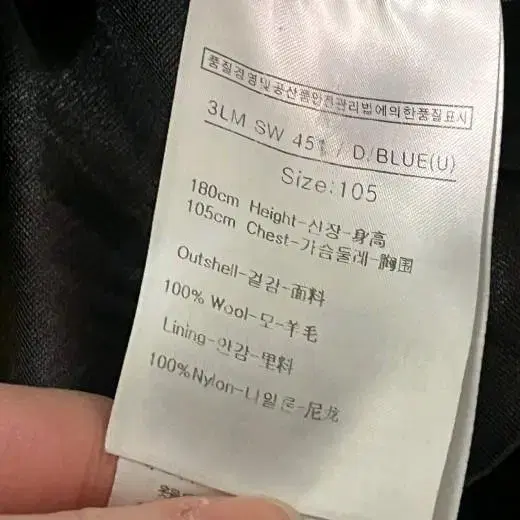 품질경영및공산품안전관리법에의한품질표시
3LM SW 451 / D/BLUE(U)
Size:105
180cm Height-신장-身高
105cm Chest-가슴둘레-胸围
Outshell-겉감-面料
100% Wool-모-羊毛
Lining-안감-里料
100%Nylon-나일론-尼龙